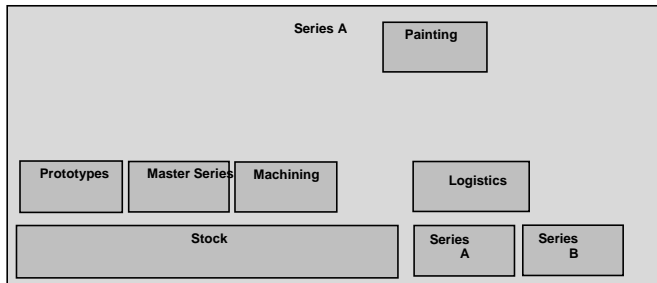 Series A
Painting
Prototypes
Master Series
Machining
Logistics
Stock
Series
A
Series
B